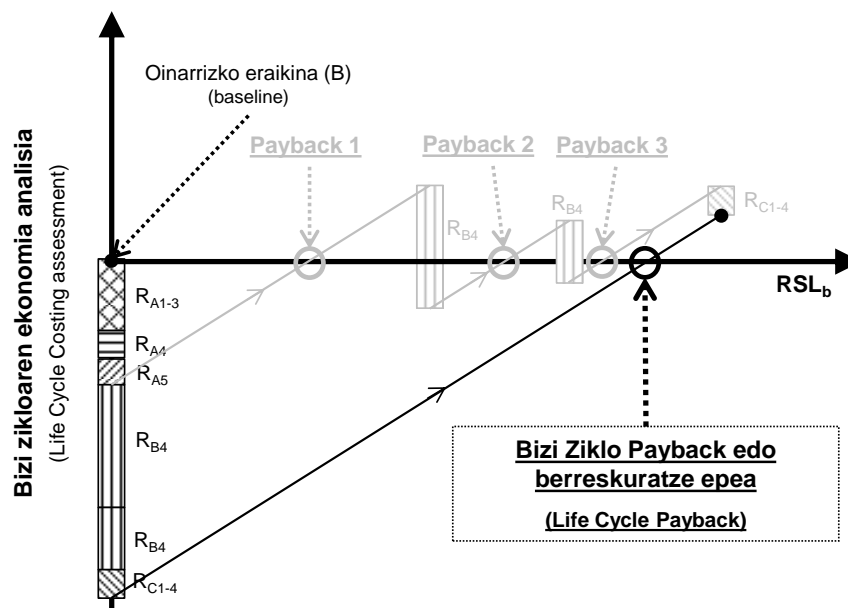 Oinarrizko eraikina (B)
(baseline)
Payback 1
Payback 2
Payback 3
R_B4
R_B4
R_C1-4
RSL_b
Bizi zikloaren ekonomia analisia
(Life Cycle Costing assessment)
R_A1-3
R_A4
R_A5
R_B4
R_B4
R_C1-4
Bizi Ziklo Payback edo
berreskuratze epea
(Life Cycle Payback)